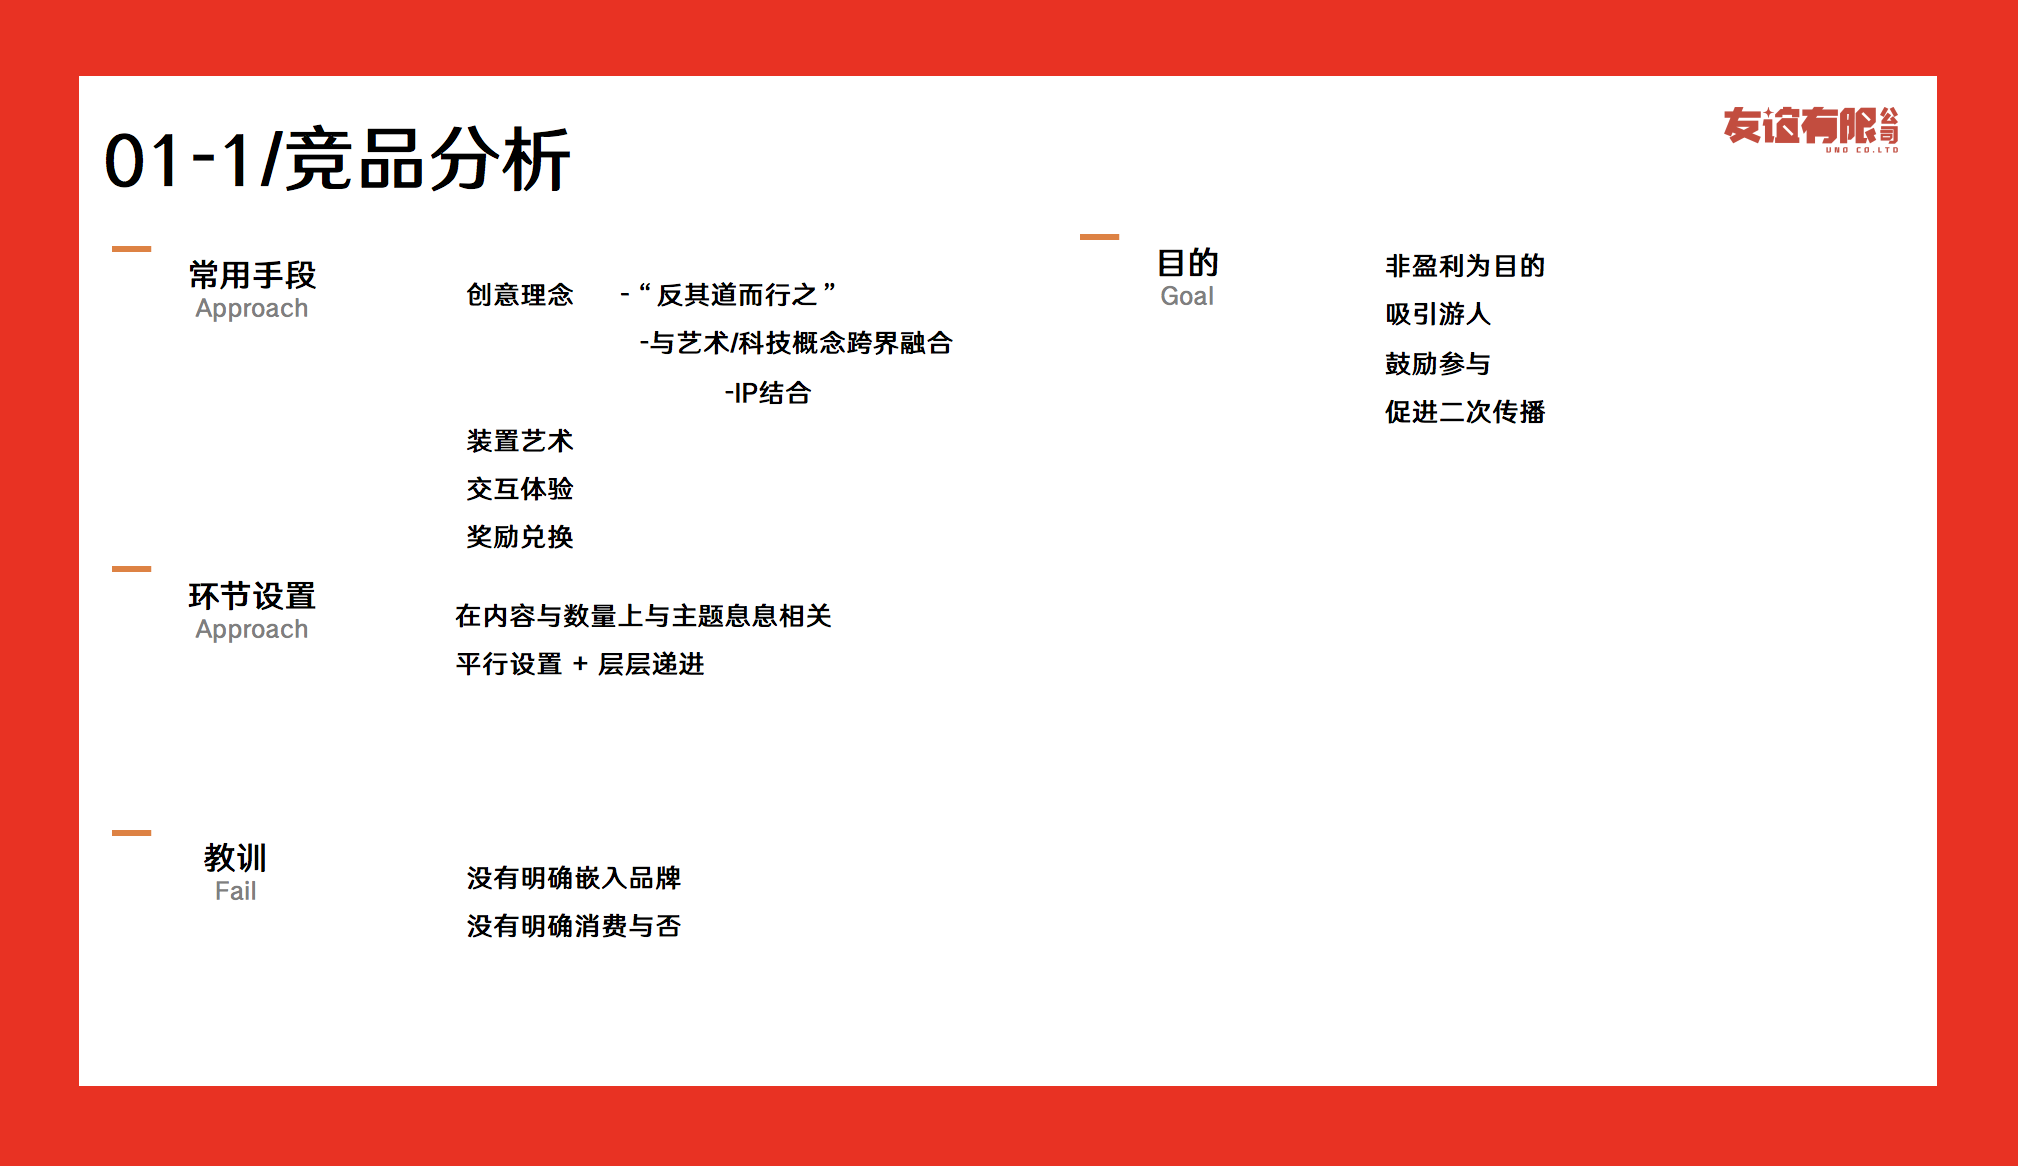 01-1/竞品分析
友谊有限公司
UNO CO.LTD
常用手段
Approach
创意理念 -“反其道而行之”
-与艺术/科技概念跨界融合
-IP结合
装置艺术
交互体验
奖励兑换
环节设置
Approach
在内容与数量上与主题息息相关
平行设置 + 层层递进
教训
Fail
没有明确嵌入品牌
没有明确消费与否
目的
Goal
非盈利为目的
吸引游人
鼓励参与
促进二次传播